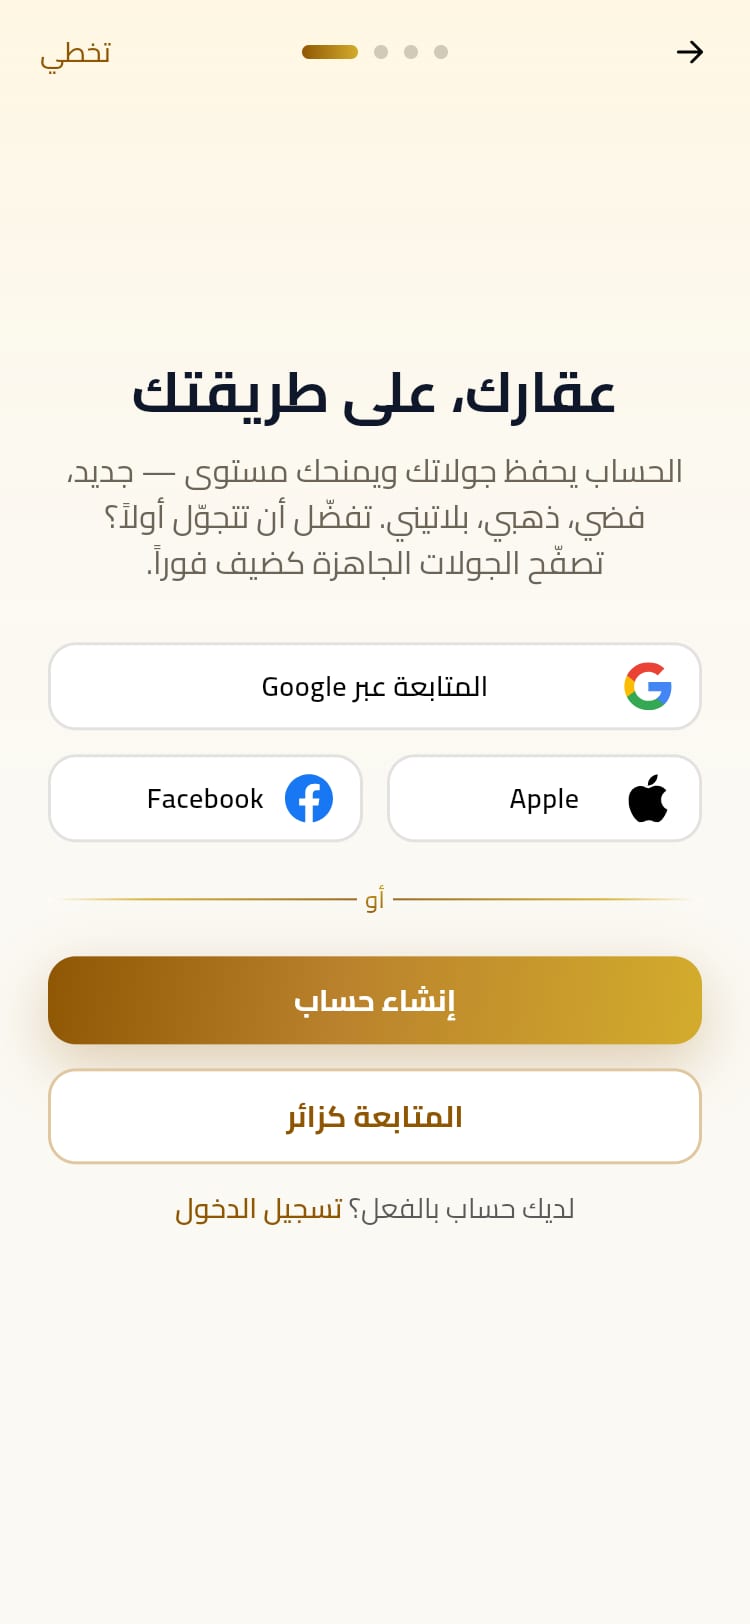 تخطي
عقارك، على طريقتك
الحساب يحفظ جولاتك ويمنحك مستوى — جديد،
فضي، ذهبي، بلاتيني. تفضّل أن تتجوّل أولاً؟
تصفّح الجولات الجاهزة كضيف فوراً.
المتابعة عبر Google
Apple
Facebook
أو
إنشاء حساب
المتابعة كزائر
لديك حساب بالفعل؟ تسجيل الدخول